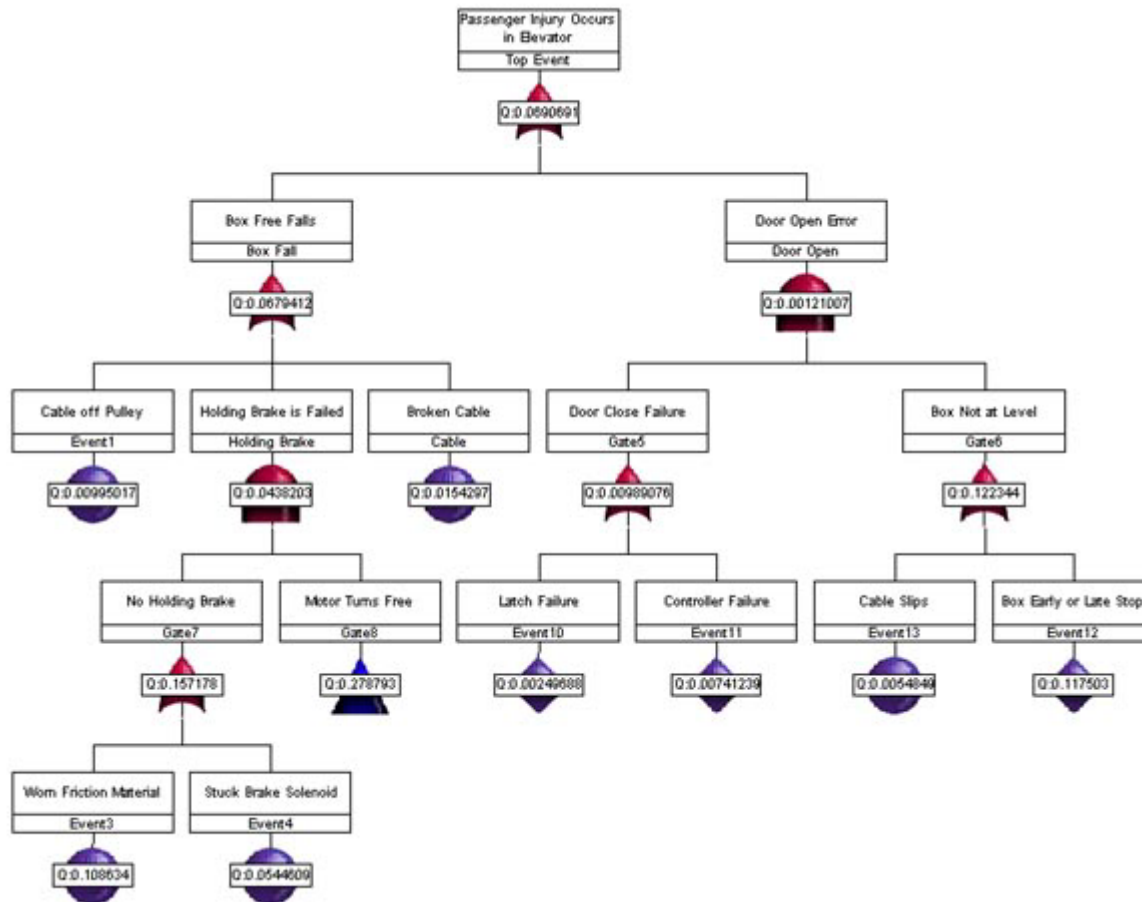 Passenger Injury Occurs
in Elevator
Top Event
Q:0.0690691
Box Free Falls
Box Fall
Q:0.0679412
Door Open Error
Door Open
Q:0.00121007
Cable off Pulley
Event1
Q:0.00995017
Holding Brake is Failed
Holding Brake
Q:0.0438203
Broken Cable
Cable
Q:0.0154297
Door Close Failure
Gate5
Q:0.00989076
Box Not at Level
Gate6
Q:0.122344
No Holding Brake
Gate7
Q:0.157178
Motor Turns Free
Gate8
Q:0.278793
Latch Failure
Event10
Q:0.00249688
Controller Failure
Event11
Q:0.00741239
Cable Slips
Event13
Q:0.0054849
Box Early or Late Stop
Event12
Q:0.117503
Worn Friction Material
Event3
Q:0.108634
Stuck Brake Solenoid
Event4
Q:0.0544609